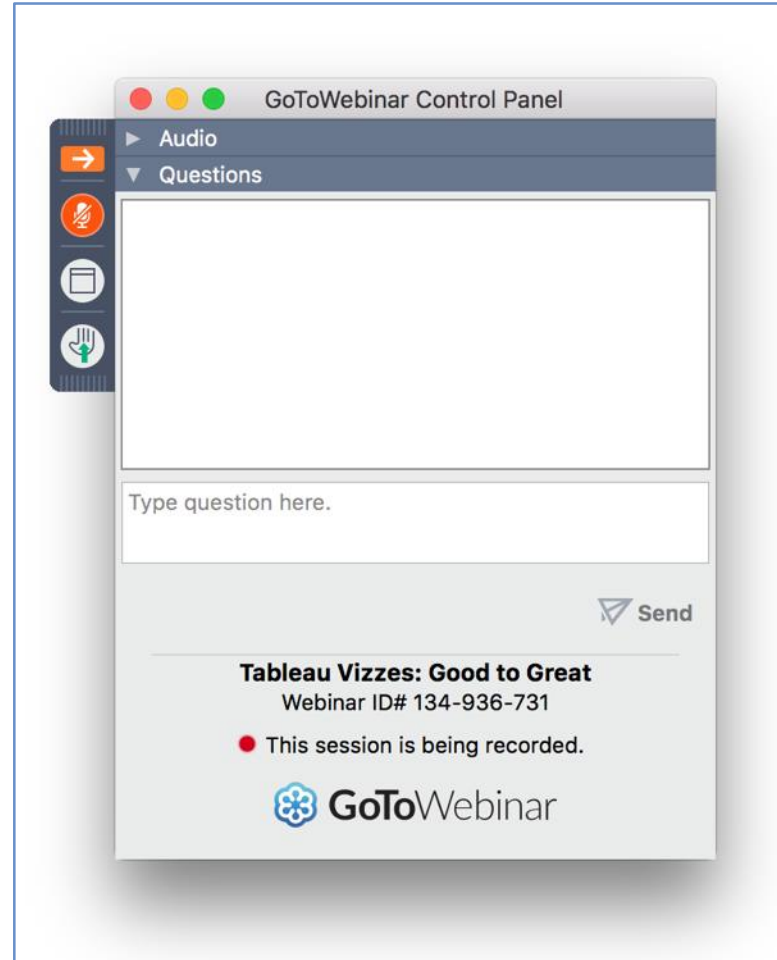 GoToWebinar Control Panel
Audio
Questions
Type question here.
Send
Tableau Vizzes: Good to Great
Webinar ID# 134-936-731
This session is being recorded.
GoToWebinar